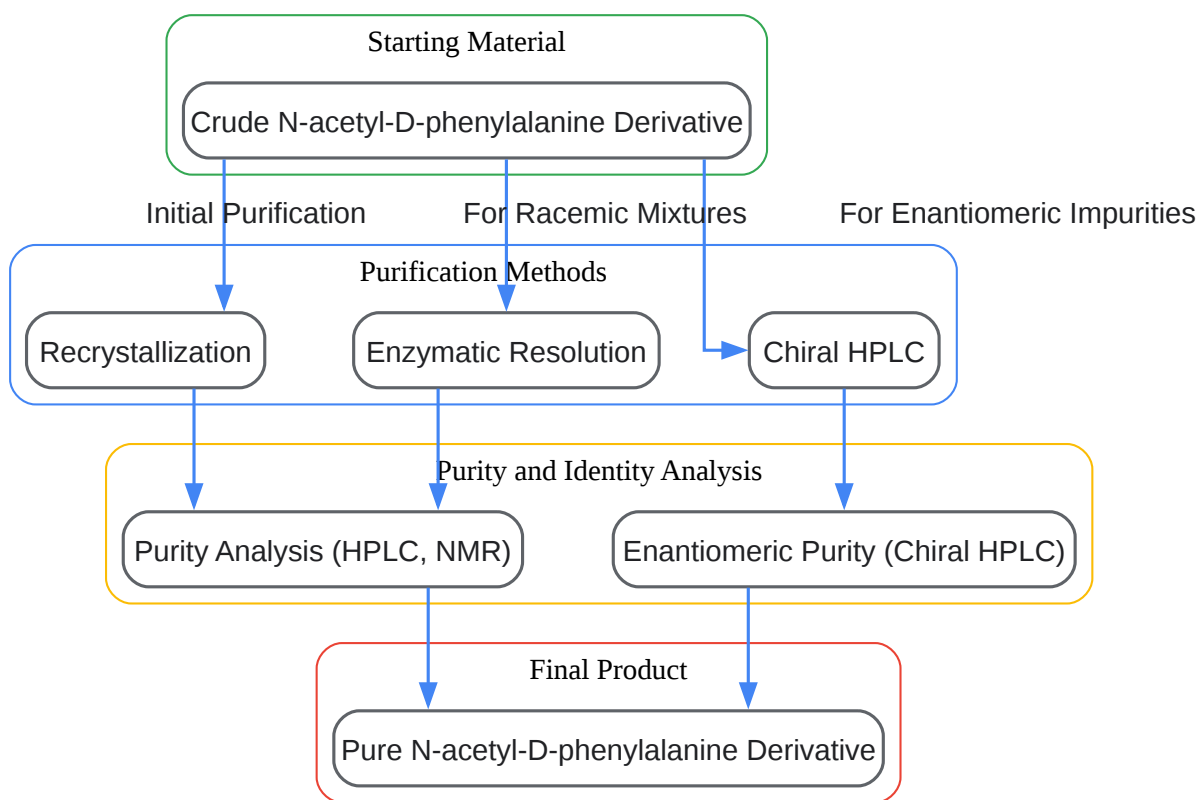 Starting Material
Crude N-acetyl-D-phenylalanine Derivative
Initial Purification
For Racemic Mixtures
For Enantiomeric Impurities
Purification Methods
Recrystallization
Enzymatic Resolution
Chiral HPLC
Purity and Identity Analysis
Purity Analysis (HPLC, NMR)
Enantiomeric Purity (Chiral HPLC)
Final Product
Pure N-acetyl-D-phenylalanine Derivative